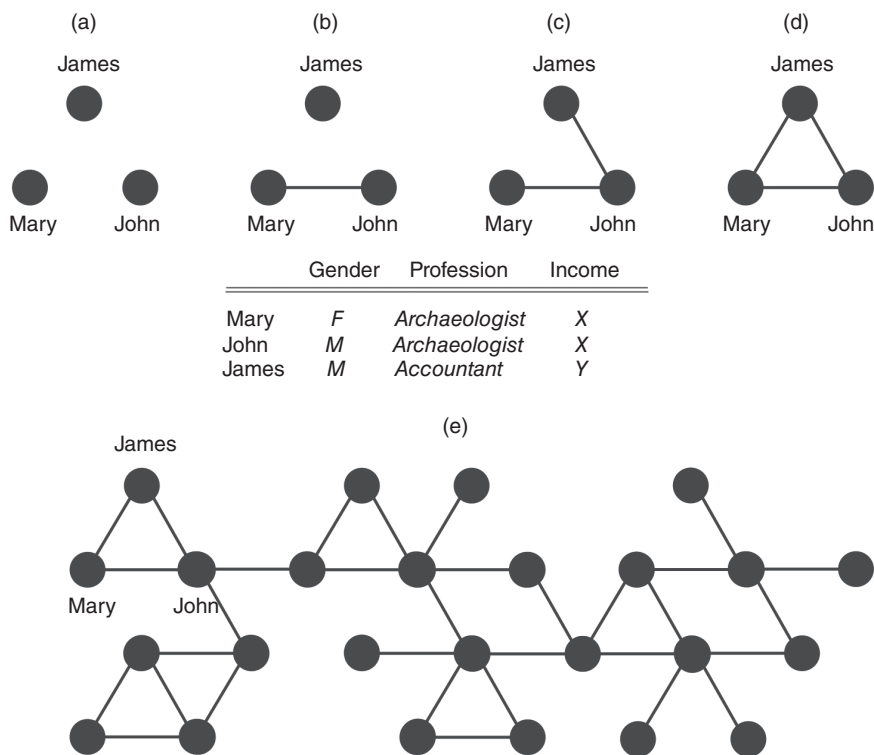 (a) (b) (c) (d)
James James James James
Mary John Mary John Mary John Mary John
Gender Profession Income
Mary F Archaeologist X
John M Archaeologist X
James M Accountant Y
(e)
James
Mary John